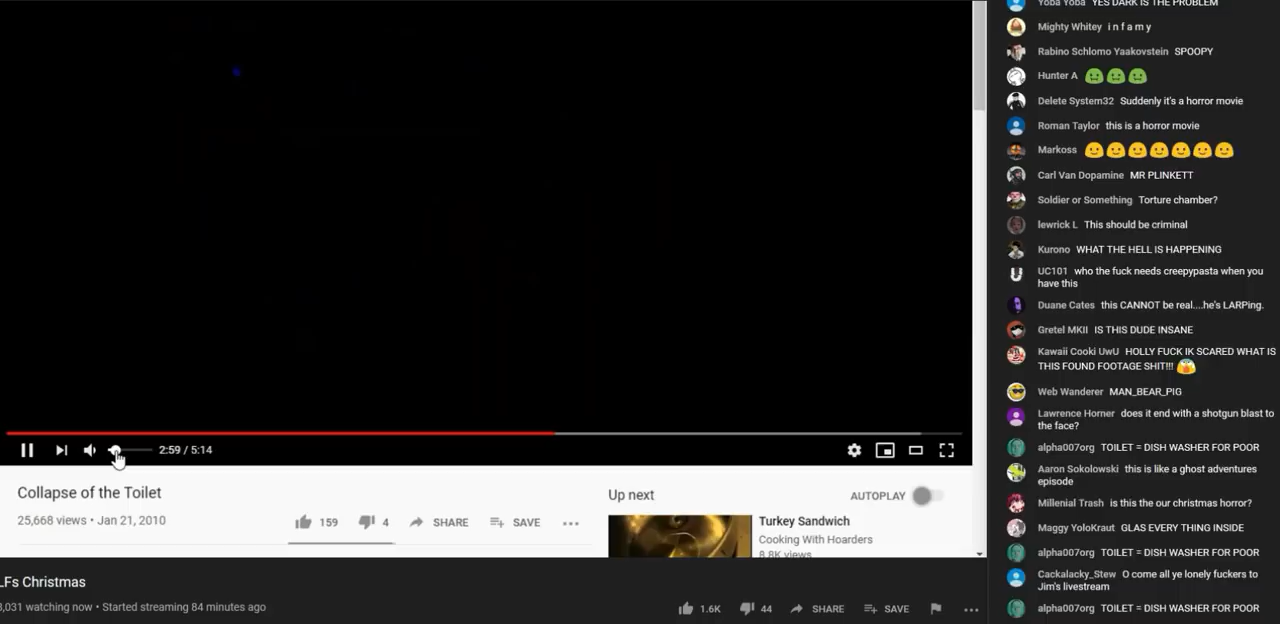 2:59 / 5:14
Collapse of the Toilet
25,668 views • Jan 21, 2010
159
4
SHARE
SAVE
Up next
AUTOPLAY
Turkey Sandwich
Cooking With Hoarders
8.8K views
LFs Christmas
3,031 watching now • Started streaming 84 minutes ago
1.6K
44
SHARE
SAVE
Yoba Yoba YES DARK IS THE PROBLEM
Mighty Whitey i n f a m y
Rabino Schlomo Yaakovstein SPOOPY
Hunter A
Delete System32 Suddenly it's a horror movie
Roman Taylor this is a horror movie
Markoss
Carl Van Dopamine MR PLINKETT
Soldier or Something Torture chamber?
lewrick L This should be criminal
Kurono WHAT THE HELL IS HAPPENING
UC101 who the fuck needs creepypasta when you
have this
Duane Cates this CANNOT be real....he's LARPing.
Gretel MKII IS THIS DUDE INSANE
Kawaii Cooki UwU HOLLY FUCK IK SCARED WHAT IS
THIS FOUND FOOTAGE SHIT!!!
Web Wanderer MAN_BEAR_PIG
Lawrence Horner does it end with a shotgun blast to
the face?
alpha007org TOILET = DISH WASHER FOR POOR
Aaron Sokolowski this is like a ghost adventures
episode
Millenial Trash is this the our christmas horror?
Maggy YoloKraut GLAS EVERY THING INSIDE
alpha007org TOILET = DISH WASHER FOR POOR
Cackalacky_Stew O come all ye lonely fuckers to
Jim's livestream
alpha007org TOILET = DISH WASHER FOR POOR